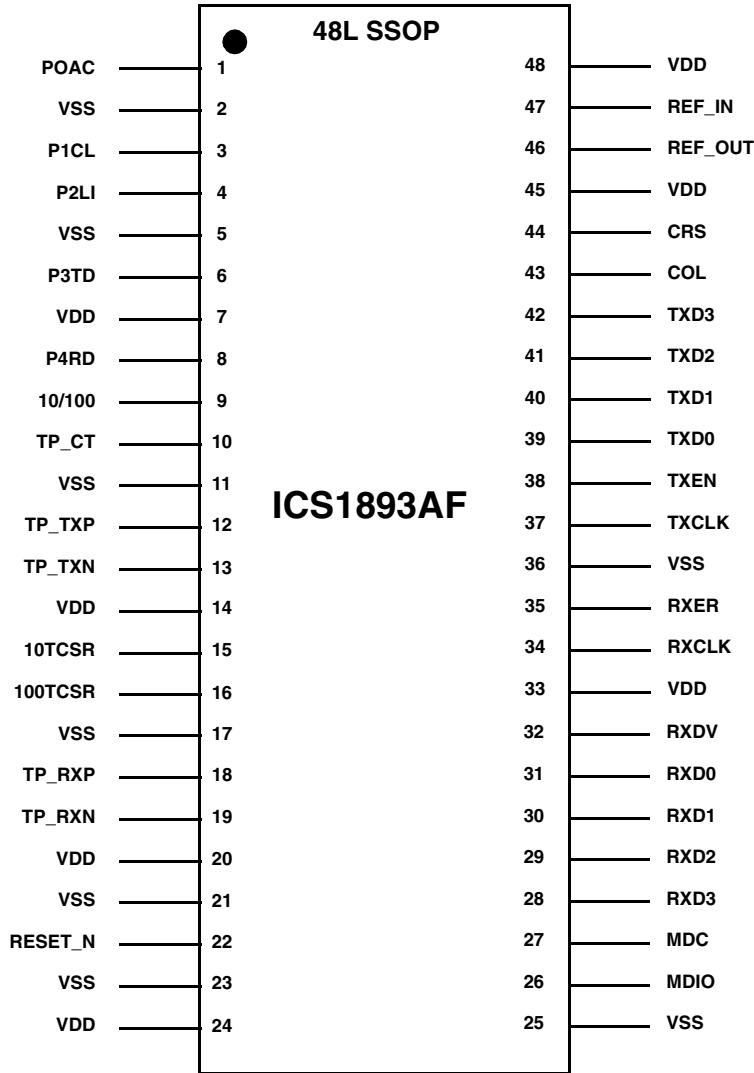 48L SSOP
POAC 1 48 VDD
VSS 2 47 REF_IN
P1CL 3 46 REF_OUT
P2LI 4 45 VDD
VSS 5 44 CRS
P3TD 6 43 COL
VDD 7 42 TXD3
P4RD 8 41 TXD2
10/100 9 40 TXD1
TP_CT 10 39 TXD0
VSS 11 38 TXEN
ICS1893AF
TP_TXP 12 37 TXCLK
TP_TXN 13 36 VSS
VDD 14 35 RXER
10TCSR 15 34 RXCLK
100TCSR 16 33 VDD
VSS 17 32 RXDV
TP_RXP 18 31 RXD0
TP_RXN 19 30 RXD1
VDD 20 29 RXD2
VSS 21 28 RXD3
RESET_N 22 27 MDC
VSS 23 26 MDIO
VDD 24 25 VSS